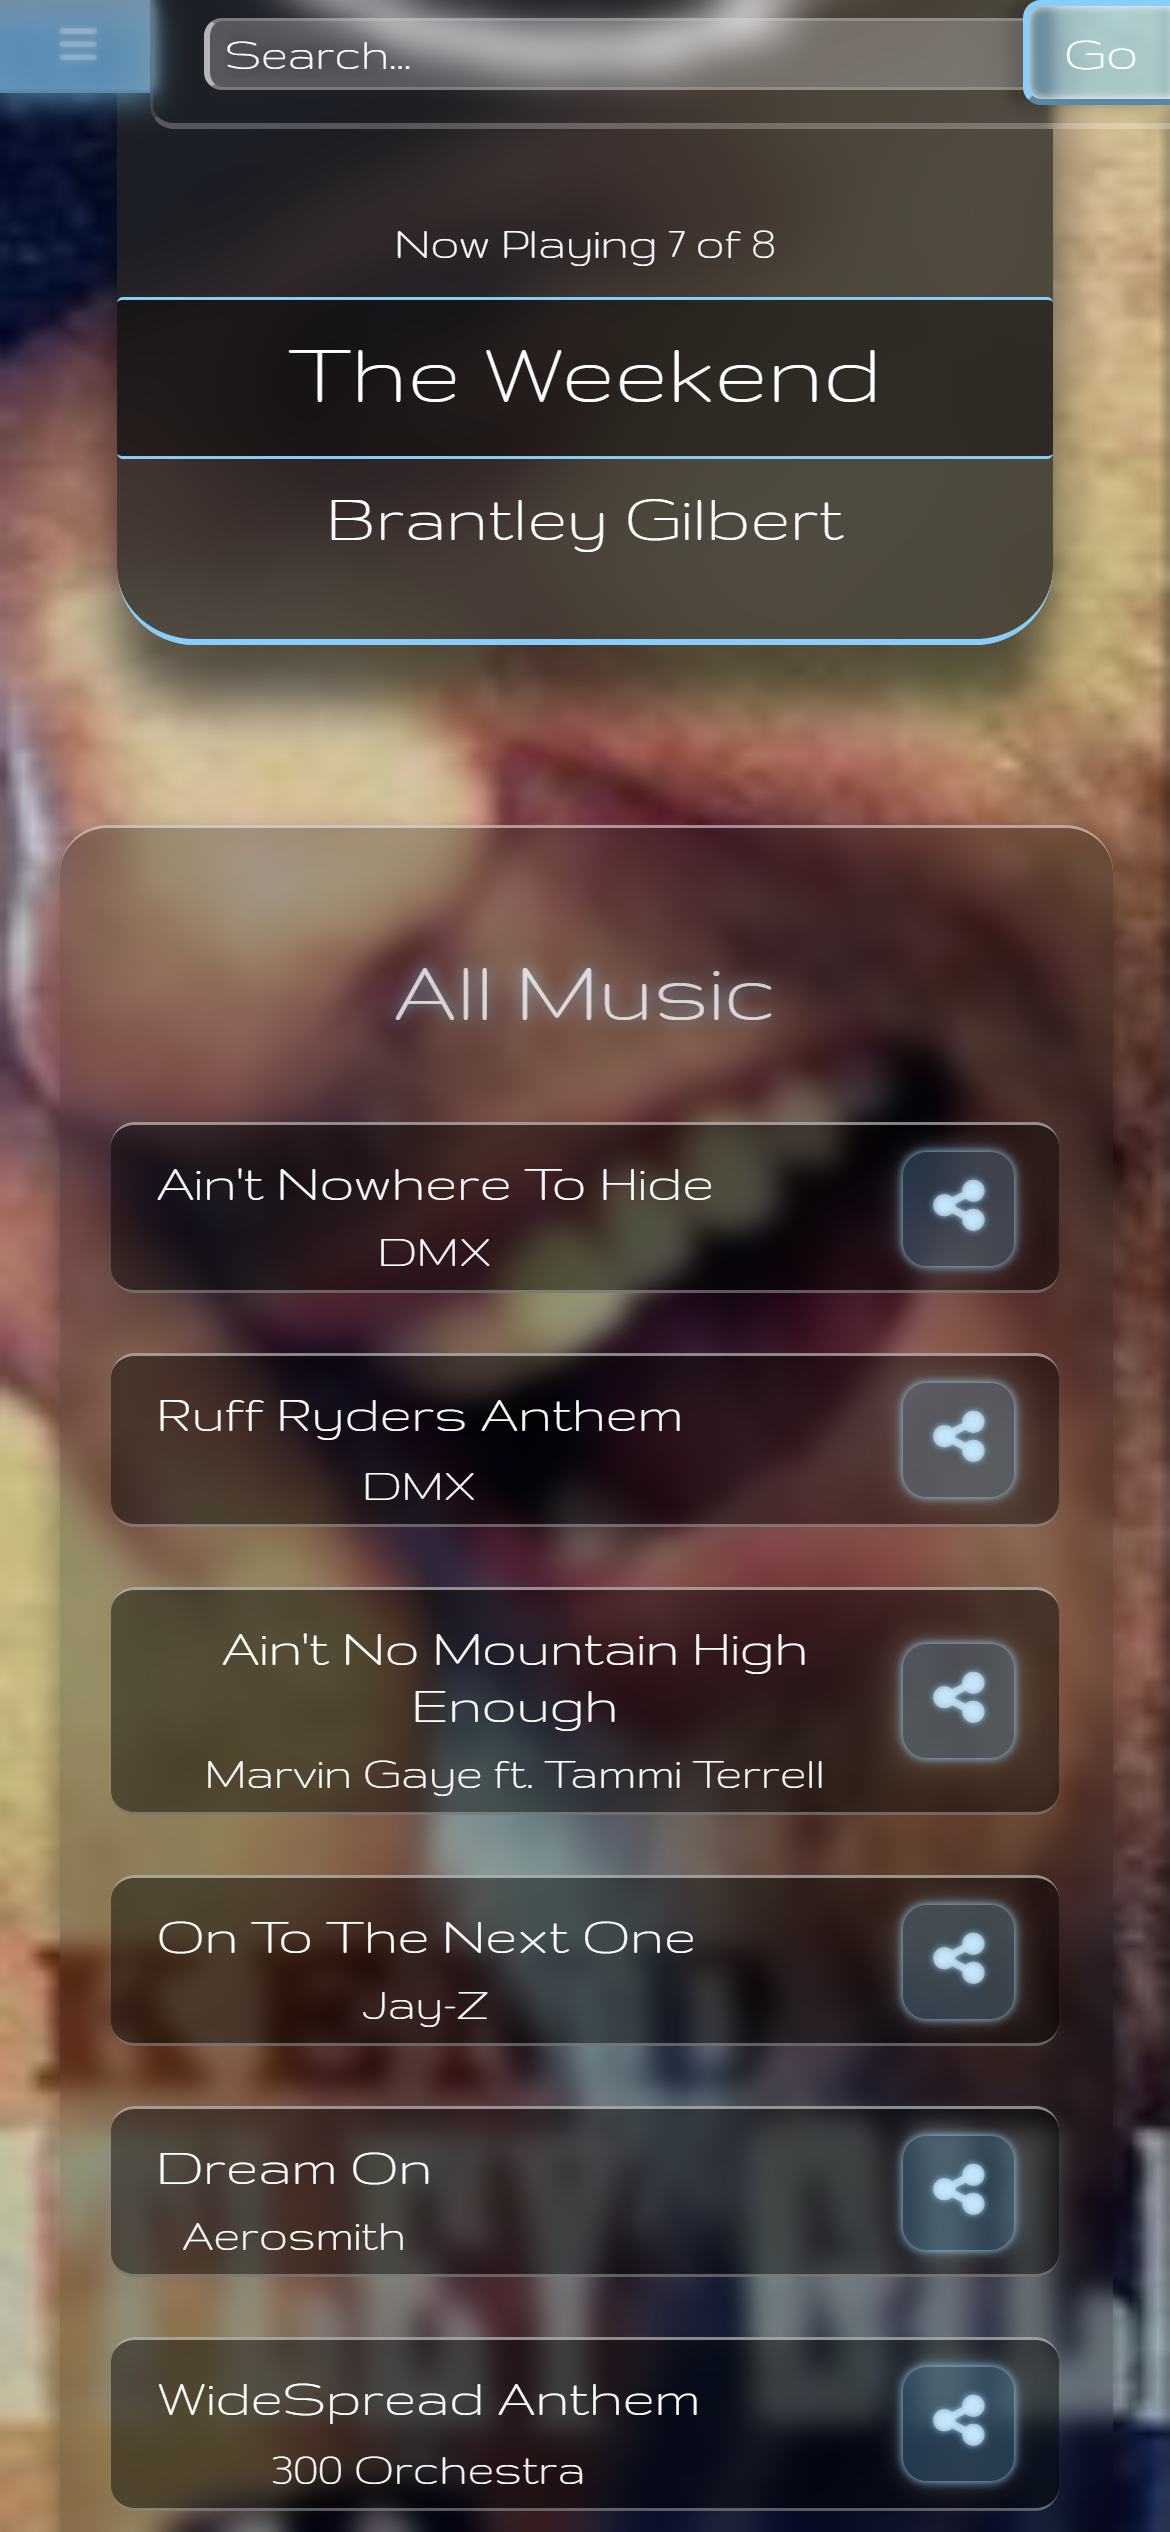 Search...
Go
Now Playing 7 of 8
The Weekend
Brantley Gilbert
All Music
Ain't Nowhere To Hide
DMX
Ruff Ryders Anthem
DMX
Ain't No Mountain High
Enough
Marvin Gaye ft. Tammi Terrell
On To The Next One
Jay-Z
Dream On
Aerosmith
WideSpread Anthem
300 Orchestra